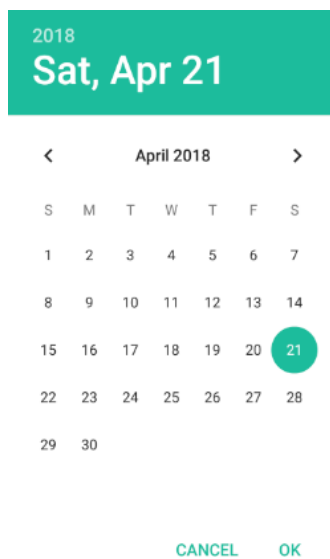 2018
Sat, Apr 21
April 2018
S M T W T F S
1 2 3 4 5 6 7
8 9 10 11 12 13 14
15 16 17 18 19 20 21
22 23 24 25 26 27 28
29 30
CANCEL OK